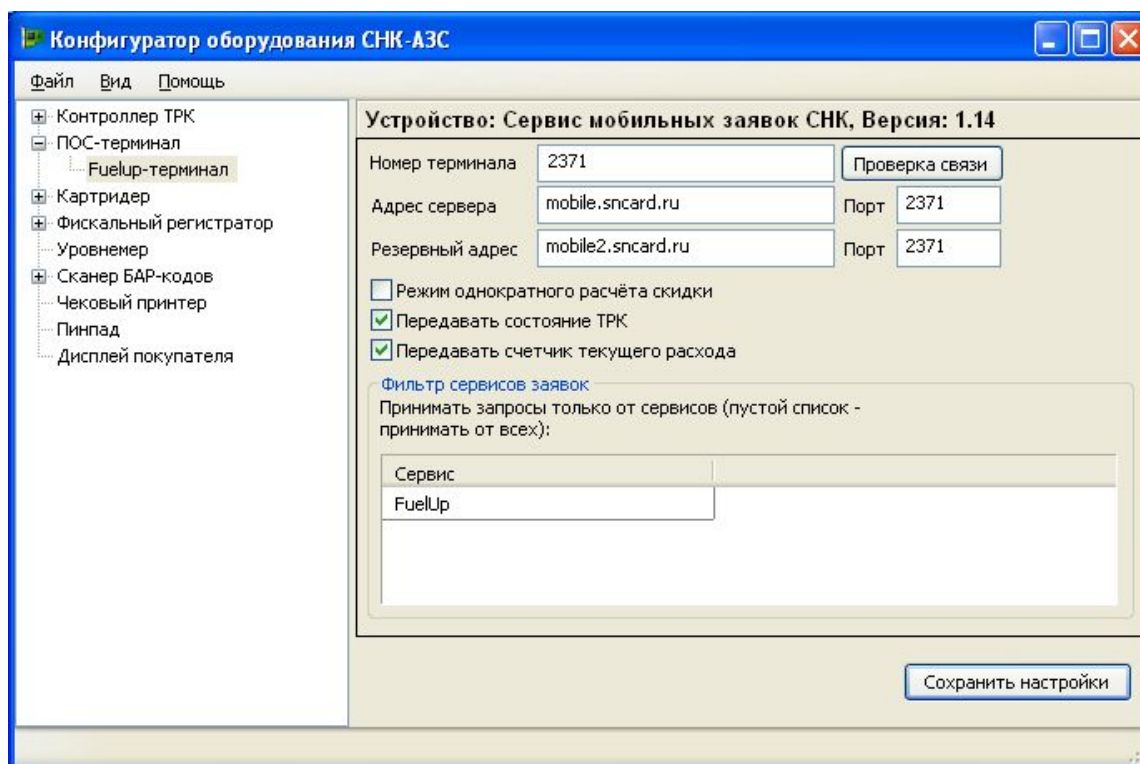 Конфигуратор оборудования СНК-АЗС
Файл Вид Помощь
Контроллер ТРК
ПОС-терминал
Fuelup-терминал
Картридер
Фискальный регистратор
Уровнемер
Сканер БАР-кодов
Чековый принтер
Пинпад
Дисплей покупателя
Устройство: Сервис мобильных заявок СНК, Версия: 1.14
Номер терминала 2371 Проверка связи
Адрес сервера mobile.sncard.ru Порт 2371
Резервный адрес mobile2.sncard.ru Порт 2371
Режим однократного расчёта скидки
Передавать состояние ТРК
Передавать счетчик текущего расхода
Фильтр сервисов заявок
Принимать запросы только от сервисов (пустой список -
принимать от всех):
Сервис
FuelUp
Сохранить настройки